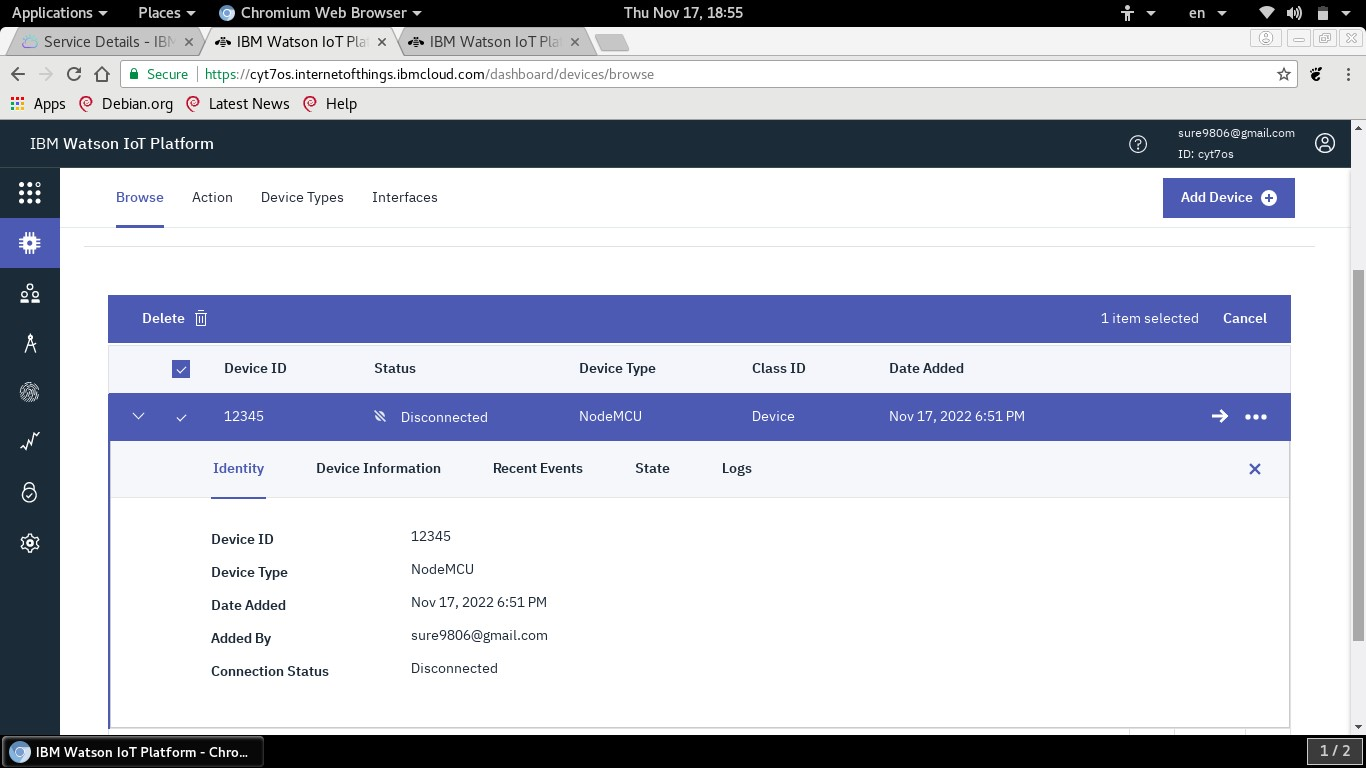 Applications Places Chromium Web Browser Thu Nov 17, 18:55 en
Service Details - IBM IBM Watson IoT Pla IBM Watson IoT Pla
Secure https://cyt7os.internetofthings.ibmcloud.com/dashboard/devices/browse
Apps Debian.org Latest News Help
IBM Watson IoT Platform
sure9806@gmail.com
ID: cyt7os
Browse Action Device Types Interfaces Add Device
Delete 1 item selected Cancel
Device ID Status Device Type Class ID Date Added
12345 Disconnected NodeMCU Device Nov 17, 2022 6:51 PM
Identity Device Information Recent Events State Logs
Device ID 12345
Device Type NodeMCU
Date Added Nov 17, 2022 6:51 PM
Added By sure9806@gmail.com
Connection Status Disconnected
IBM Watson IoT Platform - Chro... 1 / 2